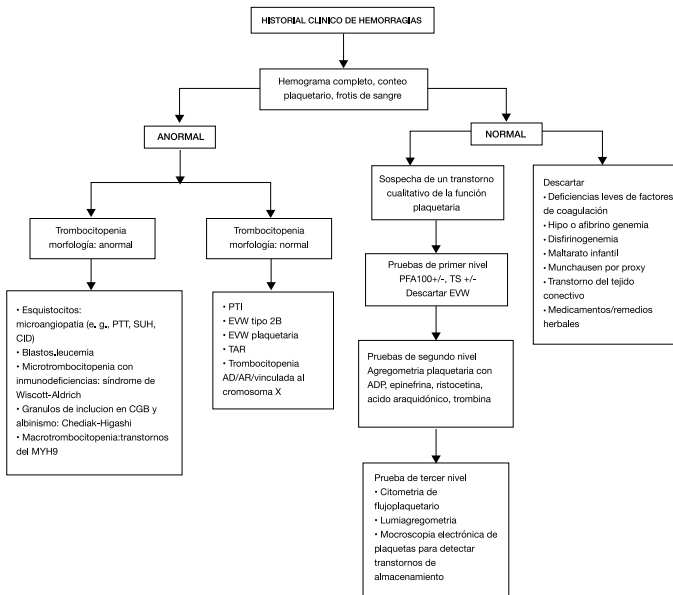 HISTORIAL CLINICO DE HEMORRAGIAS
Hemograma completo, conteo
plaquetario, frotis de sangre
ANORMAL
NORMAL
Trombocitopenia
morfología: anormal
Trombocitopenia
morfología: normal
Sospecha de un transtorno
cualitativo de la función
plaquetaria
Descartar
• Deficiencias leves de factores
de coagulación
• Hipo o afibrino genemia
• Disfirinogenemia
• Maltarato infantil
• Munchausen por proxy
• Transtorno del tejido
conectivo
• Medicamentos/remedios
herbales
• Esquistocitos:
microangiopatia (e. g., PTT, SUH,
CID)
• Blastos.leucemia
• Microtrombocitopenia con
inmunodeficiencias: síndrome de
Wiscott-Aldrich
• Granulos de inclucion en CGB y
albinismo: Chediak-Higashi
• Macrotrombocitopenia:transtornos
del MYH9
• PTI
• EVW tipo 2B
• EVW plaquetaria
• TAR
• Trombocitopenia
AD/AR/vinculada al
cromosoma X
Pruebas de primer nivel
PFA100+/-, TS +/-
Descartar EVW
Pruebas de segundo nivel
Agregometria plaquetaria con
ADP, epinefrina, ristocetina,
acido araquidónico, trombina
Prueba de tercer nivel
• Citometria de
flujoplaquetario
• Lumiagregometria
• Mocroscopia electrónica de
plaquetas para detectar
transtornos de
almacenamiento